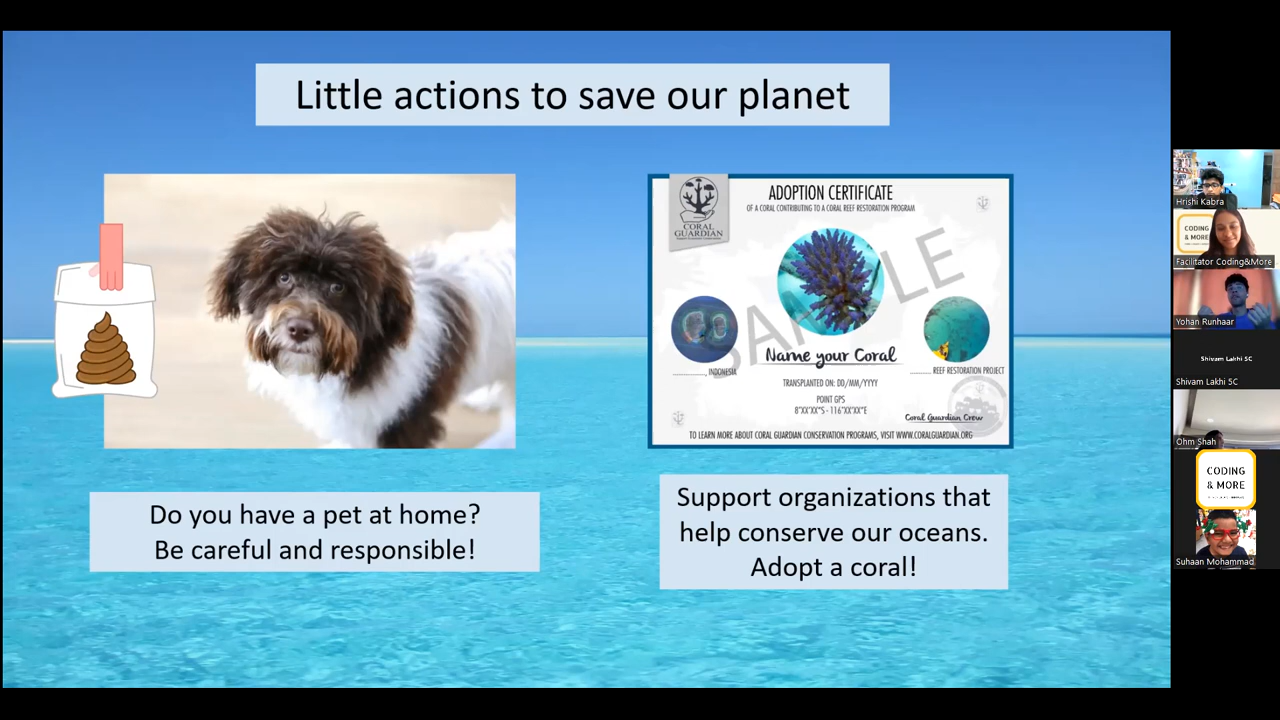 Little actions to save our planet
CORAL
GUARDIAN
ADOPTION CERTIFICATE
OF A CORAL CONTRIBUTING TO A CORAL REEF RESTORATION PROGRAM
SAMPLE
Name your Coral
............., INDONESIA
............ REEF RESTORATION PROJECT
TRANSPLANTED ON: DD/MM/YYYY
POINT GPS
8°XX'XX"S - 116°XX'XX"E
Coral Guardian Crew
TO LEARN MORE ABOUT CORAL GUARDIAN CONSERVATION PROGRAMS, VISIT WWW.CORALGUARDIAN.ORG
Do you have a pet at home?
Be careful and responsible!
Support organizations that
help conserve our oceans.
Adopt a coral!
Hrishi Kabra
CODING
& MORE
Facilitator Coding&More
Yohan Runhaar
Shivam Lakhi 5C
Shivam Lakhi 5C
Ohm Shah
CODING
& MORE
Suhaan Mohammad